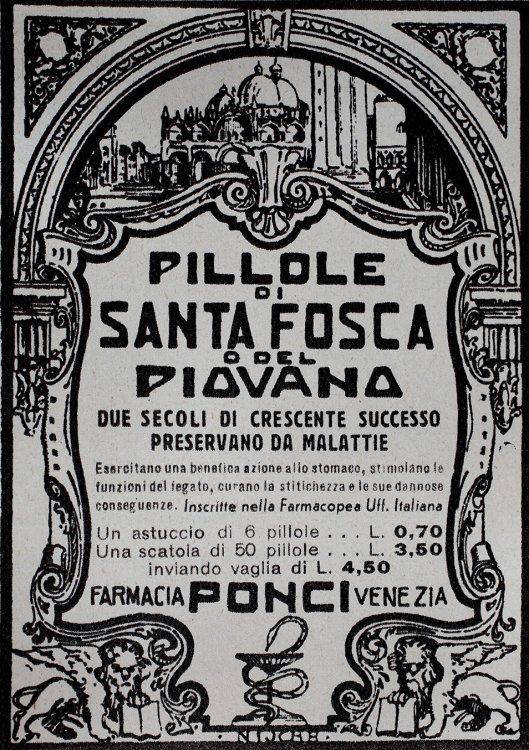 PILLOLE
DI
SANTA FOSCA
O DEL
PIOVANO
DUE SECOLI DI CRESCENTE SUCCESSO
PRESERVANO DA MALATTIE
Esercitano una benefica azione allo stomaco, stimolano le
funzioni del fegato, curano la stitichezza e le sue dannose
conseguenze. Inscritte nella Farmacopea Uff. Italiana
Un astuccio di 6 pillole . . . L. 0,70
Una scatola di 50 pillole . . . L. 3,50
inviando vaglia di L. 4,50
FARMACIA PONCI VENEZIA